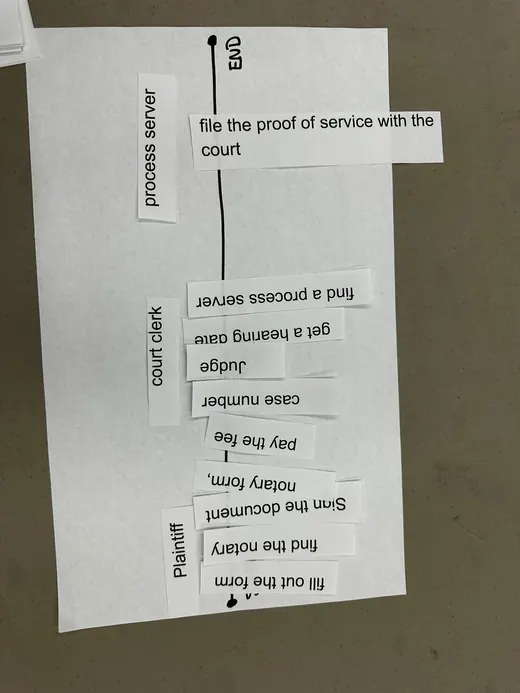 END
process server
file the proof of service with the
court
find a process server
get a hearing date
court clerk
Judge
case number
pay the fee
notary form,
Sign the document
find the notary
Plaintiff
fill out the form